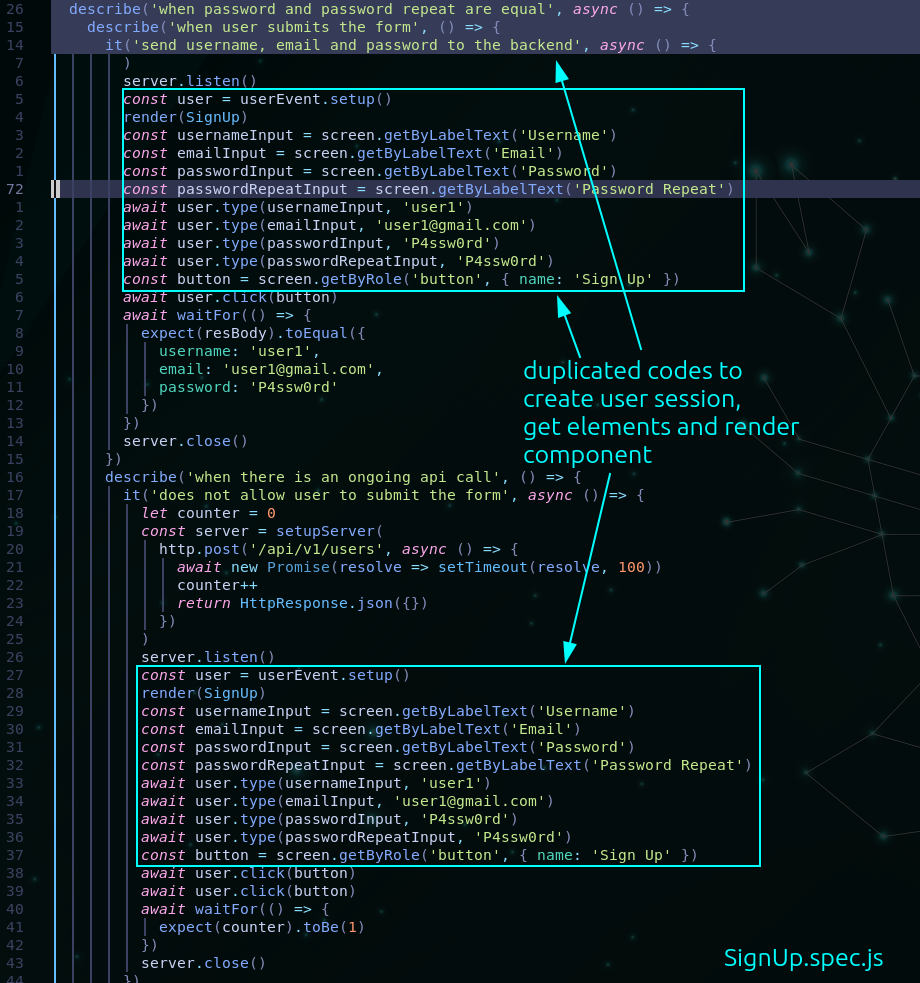 26 describe('when password and password repeat are equal', async () => {
15 describe('when user submits the form', () => {
14 it('send username, email and password to the backend', async () => {
7 )
6 server.listen()
5 const user = userEvent.setup()
4 render(SignUp)
3 const usernameInput = screen.getByLabelText('Username')
2 const emailInput = screen.getByLabelText('Email')
1 const passwordInput = screen.getByLabelText('Password')
72 const passwordRepeatInput = screen.getByLabelText('Password Repeat')
1 await user.type(usernameInput, 'user1')
2 await user.type(emailInput, 'user1@gmail.com')
3 await user.type(passwordInput, 'P4ssw0rd')
4 await user.type(passwordRepeatInput, 'P4ssw0rd')
5 const button = screen.getByRole('button', { name: 'Sign Up' })
6 await user.click(button)
7 await waitFor(() => {
8 expect(resBody).toEqual({
9 username: 'user1',
10 email: 'user1@gmail.com',
11 password: 'P4ssw0rd'
12 })
13 })
14 server.close()
15 })
duplicated codes to
create user session,
get elements and render
component
16 describe('when there is an ongoing api call', () => {
17 it('does not allow user to submit the form', async () => {
18 let counter = 0
19 const server = setupServer(
20 http.post('/api/v1/users', async () => {
21 await new Promise(resolve => setTimeout(resolve, 100))
22 counter++
23 return HttpResponse.json({})
24 })
25 )
26 server.listen()
27 const user = userEvent.setup()
28 render(SignUp)
29 const usernameInput = screen.getByLabelText('Username')
30 const emailInput = screen.getByLabelText('Email')
31 const passwordInput = screen.getByLabelText('Password')
32 const passwordRepeatInput = screen.getByLabelText('Password Repeat')
33 await user.type(usernameInput, 'user1')
34 await user.type(emailInput, 'user1@gmail.com')
35 await user.type(passwordInput, 'P4ssw0rd')
36 await user.type(passwordRepeatInput, 'P4ssw0rd')
37 const button = screen.getByRole('button', { name: 'Sign Up' })
38 await user.click(button)
39 await user.click(button)
40 await waitFor(() => {
41 expect(counter).toBe(1)
42 })
43 server.close()
44 })
SignUp.spec.js